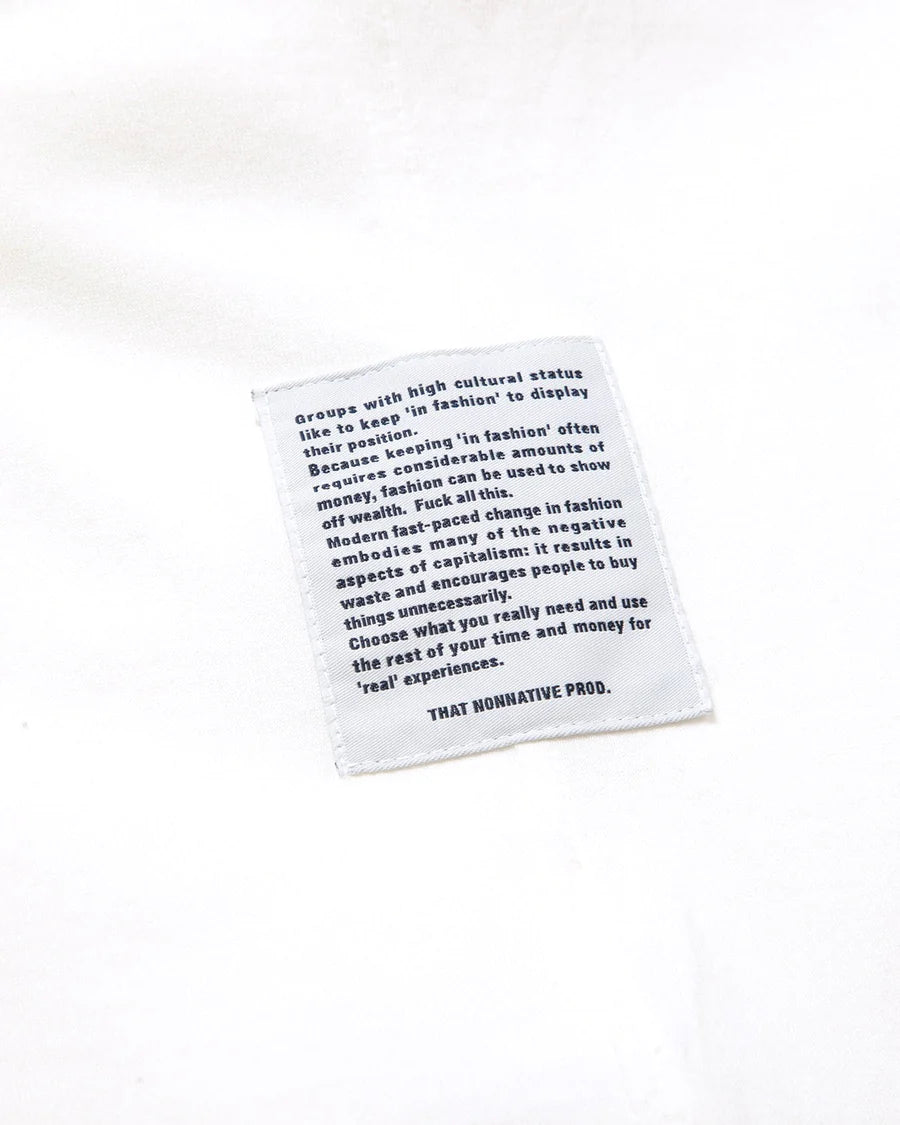 Groups with high cultural status
like to keep 'in fashion' to display
their position.
Because keeping 'in fashion' often
requires considerable amounts of
money, fashion can be used to show
off wealth. Fuck all this.
Modern fast-paced change in fashion
embodies many of the negative
aspects of capitalism: it results in
waste and encourages people to buy
things unnecessarily.
Choose what you really need and use
the rest of your time and money for
'real' experiences.
THAT NONNATIVE PROD.